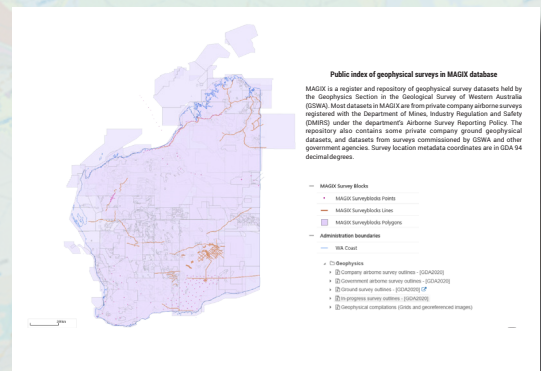 Public index of geophysical surveys in MAGIX database
MAGIX is a register and repository of geophysical survey datasets held by
the Geophysics Section in the Geological Survey of Western Australia
(GSWA). Most datasets in MAGIX are from private company airborne surveys
registered with the Department of Mines, Industry Regulation and Safety
(DMIRS) under the department's Airborne Survey Reporting Policy. The
repository also contains some private company ground geophysical
datasets, and datasets from surveys commissioned by GSWA and other
government agencies. Survey location metadata coordinates are in GDA 94
decimal degrees.
MAGIX Survey Blocks
MAGIX Surveyblocks Points
MAGIX Surveyblocks Lines
MAGIX Surveyblocks Polygons
Administration boundaries
WA Coast
Geophysics
Company airborne survey outlines - [GDA2020]
Government airborne survey outlines - [GDA2020]
Ground survey outlines - [GDA2020]
In-progress survey outlines - [GDA2020]
Geophysical compilations (Grids and georeferenced images)